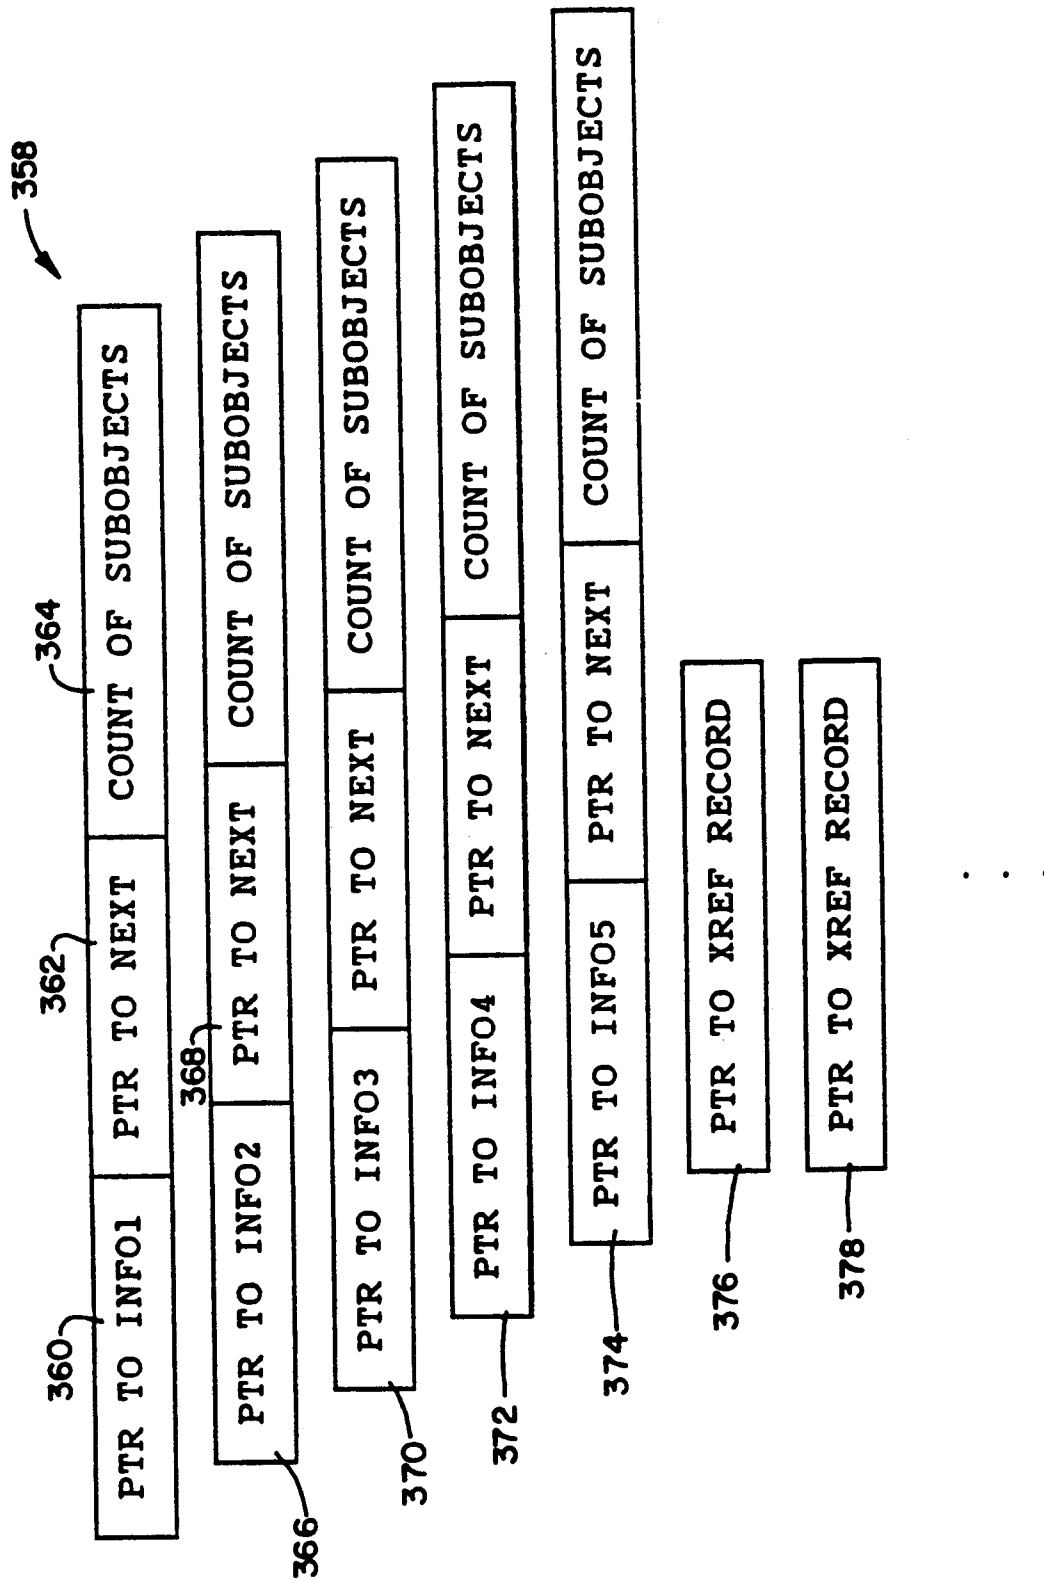 358
360 362 364
PTR TO INFO1 PTR TO NEXT COUNT OF SUBOBJECTS
368
PTR TO INFO2 PTR TO NEXT COUNT OF SUBOBJECTS
366
PTR TO INFO3 PTR TO NEXT COUNT OF SUBOBJECTS
370
PTR TO INFO4 PTR TO NEXT COUNT OF SUBOBJECTS
372
PTR TO INFO5 PTR TO NEXT COUNT OF SUBOBJECTS
374
PTR TO XREF RECORD
376
PTR TO XREF RECORD
378